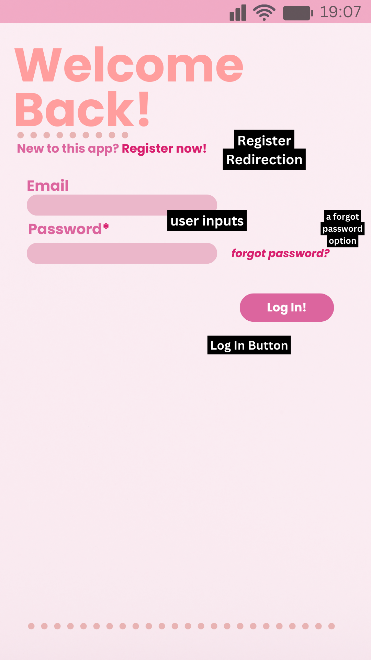 19:07
Welcome
Back!
New to this app? Register now!
Register
Redirection
Email
user inputs
a forgot
password
option
Password*
forgot password?
Log In!
Log In Button